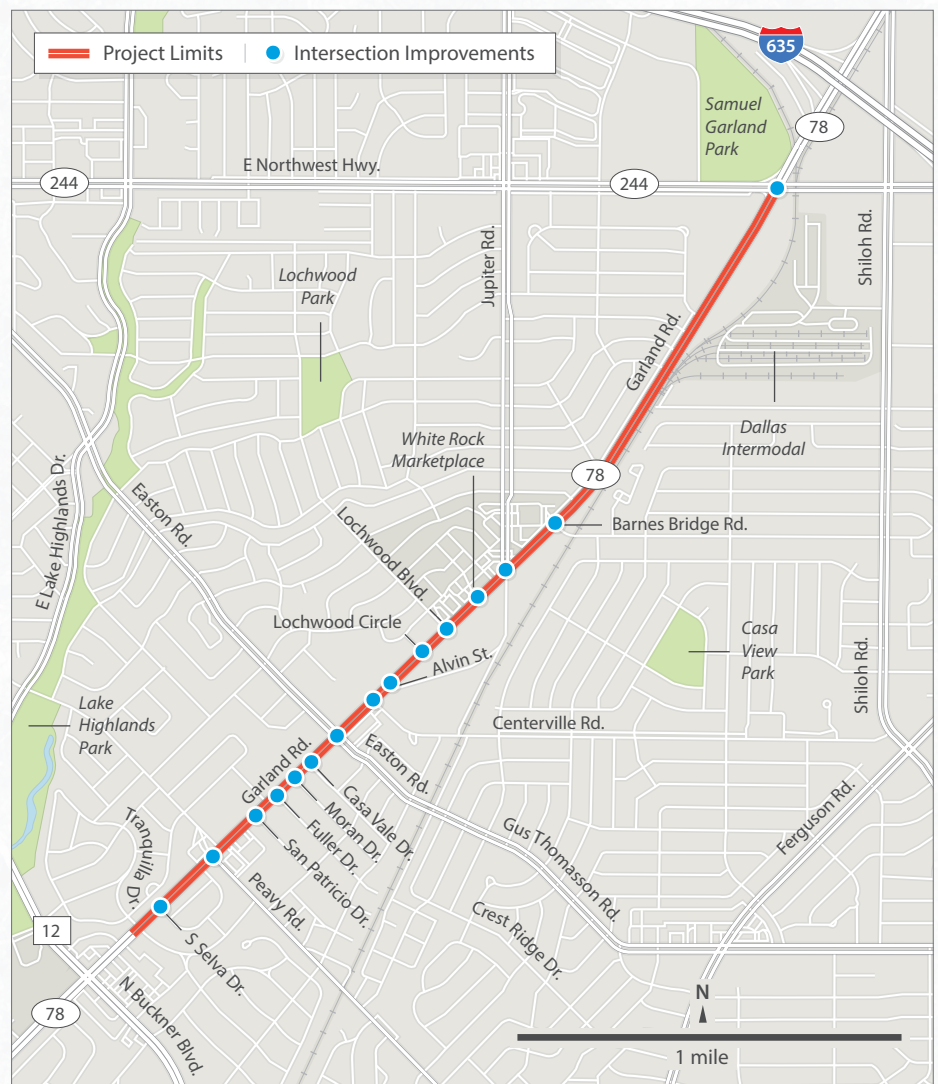 Project Limits
Intersection Improvements
635
Samuel
Garland
Park
78
E Northwest Hwy.
244
244
Shiloh Rd.
Jupiter Rd.
Lochwood
Park
Garland Rd.
Dallas
Intermodal
White Rock
Marketplace
78
E Lake Highlands Dr.
Easton Rd.
Lochwood Blvd.
Barnes Bridge Rd.
Lochwood Circle
Casa
View
Park
Alvin St.
Shiloh Rd.
Lake
Highlands
Park
Centerville Rd.
Garland Rd.
Easton Rd.
Casa Vale Dr.
Moran Dr.
Fuller Dr.
San Patricio Dr.
Ferguson Rd.
Tranquilla Dr.
Gus Thomasson Rd.
Peavy Rd.
Crest Ridge Dr.
12
S Selva Dr.
N Buckner Blvd.
78
N
1 mile